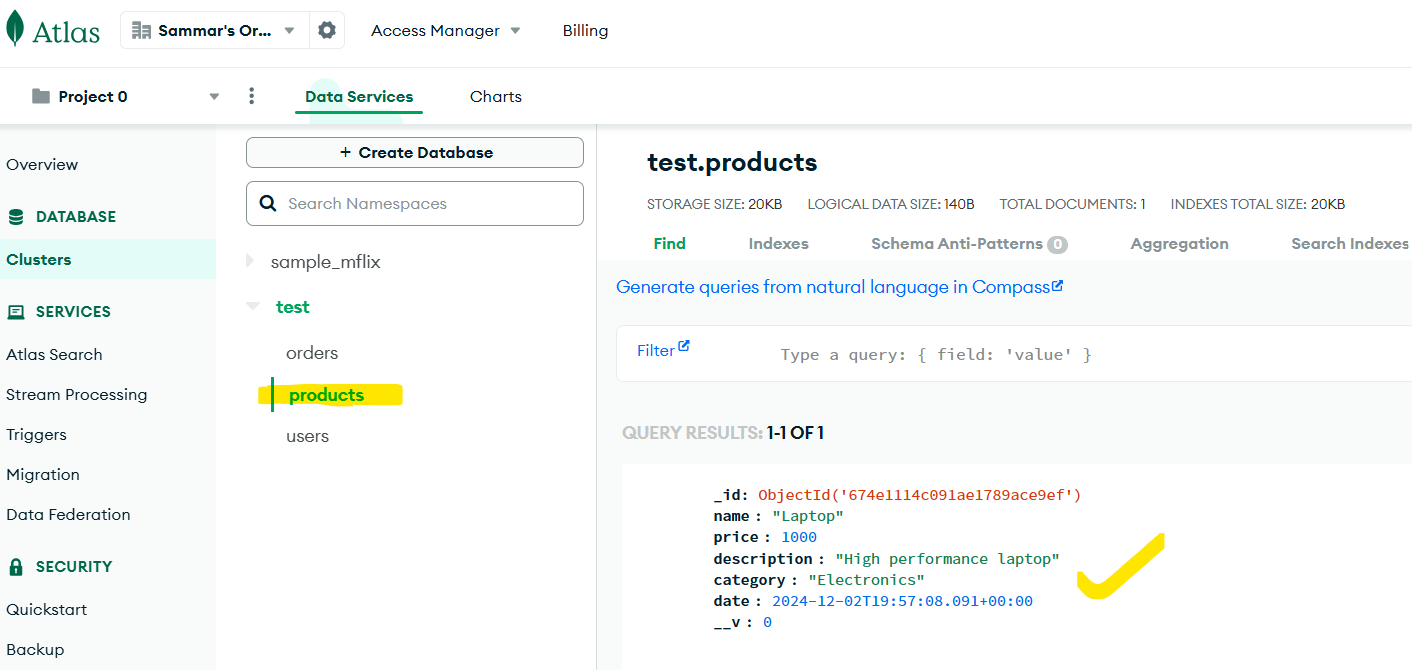 Atlas
Sammar's Or...
Access Manager
Billing
Project 0
Data Services
Charts
Overview
DATABASE
Clusters
SERVICES
Atlas Search
Stream Processing
Triggers
Migration
Data Federation
SECURITY
Quickstart
Backup
+ Create Database
Search Namespaces
sample_mflix
test
orders
products
users
test.products
STORAGE SIZE: 20KB LOGICAL DATA SIZE: 140B TOTAL DOCUMENTS: 1 INDEXES TOTAL SIZE: 20KB
Find Indexes Schema Anti-Patterns 0 Aggregation Search Indexes
Generate queries from natural language in Compass
Filter Type a query: { field: 'value' }
QUERY RESULTS: 1-1 OF 1
_id: ObjectId('674e1114c091ae1789ace9ef')
name : "Laptop"
price : 1000
description : "High performance laptop"
category : "Electronics"
date : 2024-12-02T19:57:08.091+00:00
__v : 0